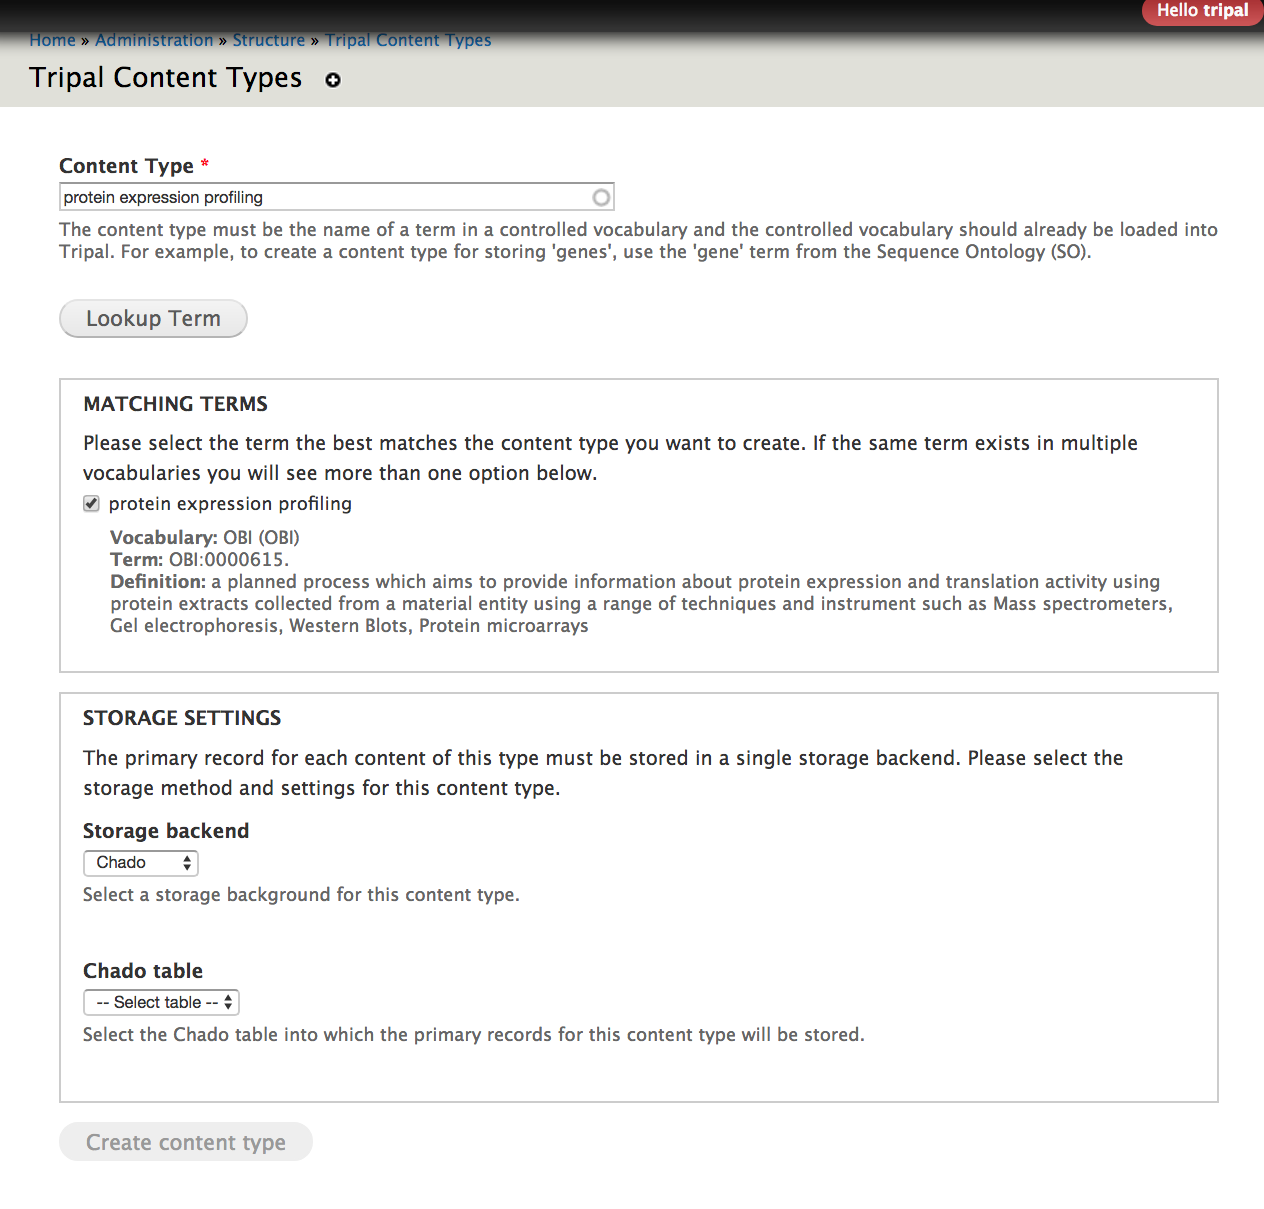 Hello tripal
Home » Administration » Structure » Tripal Content Types
Tripal Content Types
Content Type *
protein expression profiling
The content type must be the name of a term in a controlled vocabulary and the controlled vocabulary should already be loaded into
Tripal. For example, to create a content type for storing 'genes', use the 'gene' term from the Sequence Ontology (SO).
Lookup Term
MATCHING TERMS
Please select the term the best matches the content type you want to create. If the same term exists in multiple
vocabularies you will see more than one option below.
protein expression profiling
Vocabulary: OBI (OBI)
Term: OBI:0000615.
Definition: a planned process which aims to provide information about protein expression and translation activity using
protein extracts collected from a material entity using a range of techniques and instrument such as Mass spectrometers,
Gel electrophoresis, Western Blots, Protein microarrays
STORAGE SETTINGS
The primary record for each content of this type must be stored in a single storage backend. Please select the
storage method and settings for this content type.
Storage backend
Chado
Select a storage background for this content type.
Chado table
-- Select table --
Select the Chado table into which the primary records for this content type will be stored.
Create content type